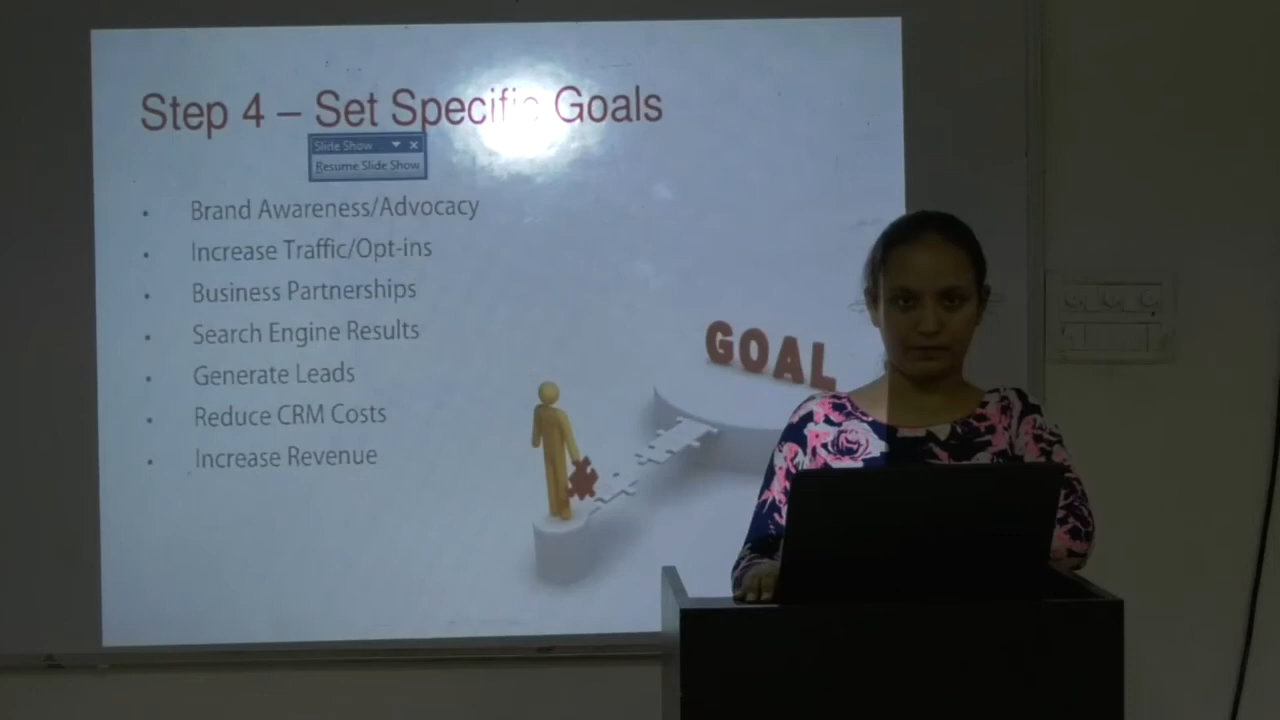 Step 4 – Set Specific Goals
Slide Show
Resume Slide Show
• Brand Awareness/Advocacy
• Increase Traffic/Opt-ins
• Business Partnerships
• Search Engine Results
• Generate Leads
• Reduce CRM Costs
• Increase Revenue
GOAL